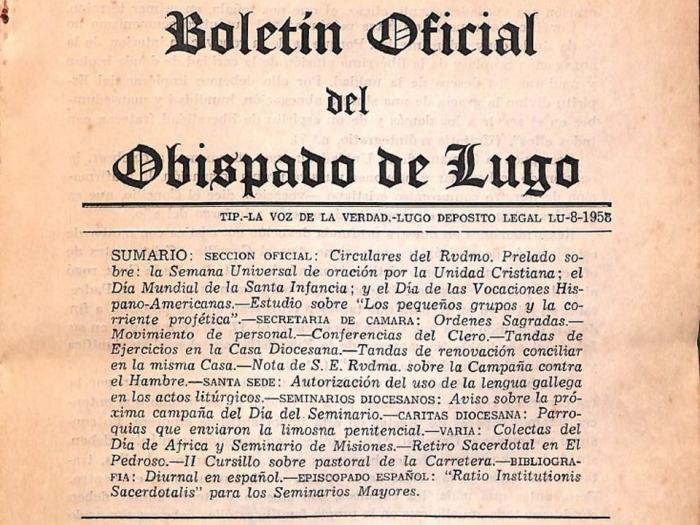 Boletín Oficial
del
Obispado de Lugo
TIP.-LA VOZ DE LA VERDAD.-LUGO DEPOSITO LEGAL LU-8-1958
SUMARIO: SECCION OFICIAL: Circulares del Rvdmo. Prelado so-
bre: la Semana Universal de oración por la Unidad Cristiana; el
Día Mundial de la Santa Infancia; y el Día de las Vocaciones His-
pano-Americanas.—Estudio sobre "Los pequeños grupos y la co-
rriente profética".—SECRETARIA DE CAMARA: Ordenes Sagradas.—
Movimiento de personal.—Conferencias del Clero.—Tandas de
Ejercicios en la Casa Diocesana.—Tandas de renovación conciliar
en la misma Casa.—Nota de S. E. Rvdma. sobre la Campaña contra
el Hambre.—SANTA SEDE: Autorización del uso de la lengua gallega
en los actos litúrgicos.—SEMINARIOS DIOCESANOS: Aviso sobre la pró-
xima campaña del Día del Seminario.—CARITAS DIOCESANA: Parro-
quias que enviaron la limosna penitencial.—VARIA: Colectas del
Día de Africa y Seminario de Misiones.—Retiro Sacerdotal en El
Pedroso.—II Cursillo sobre pastoral de la Carretera.—BIBLIOGRA-
FIA: Diurnal en español.—EPISCOPADO ESPAÑOL: "Ratio Institutionis
Sacerdotalis" para los Seminarios Mayores.